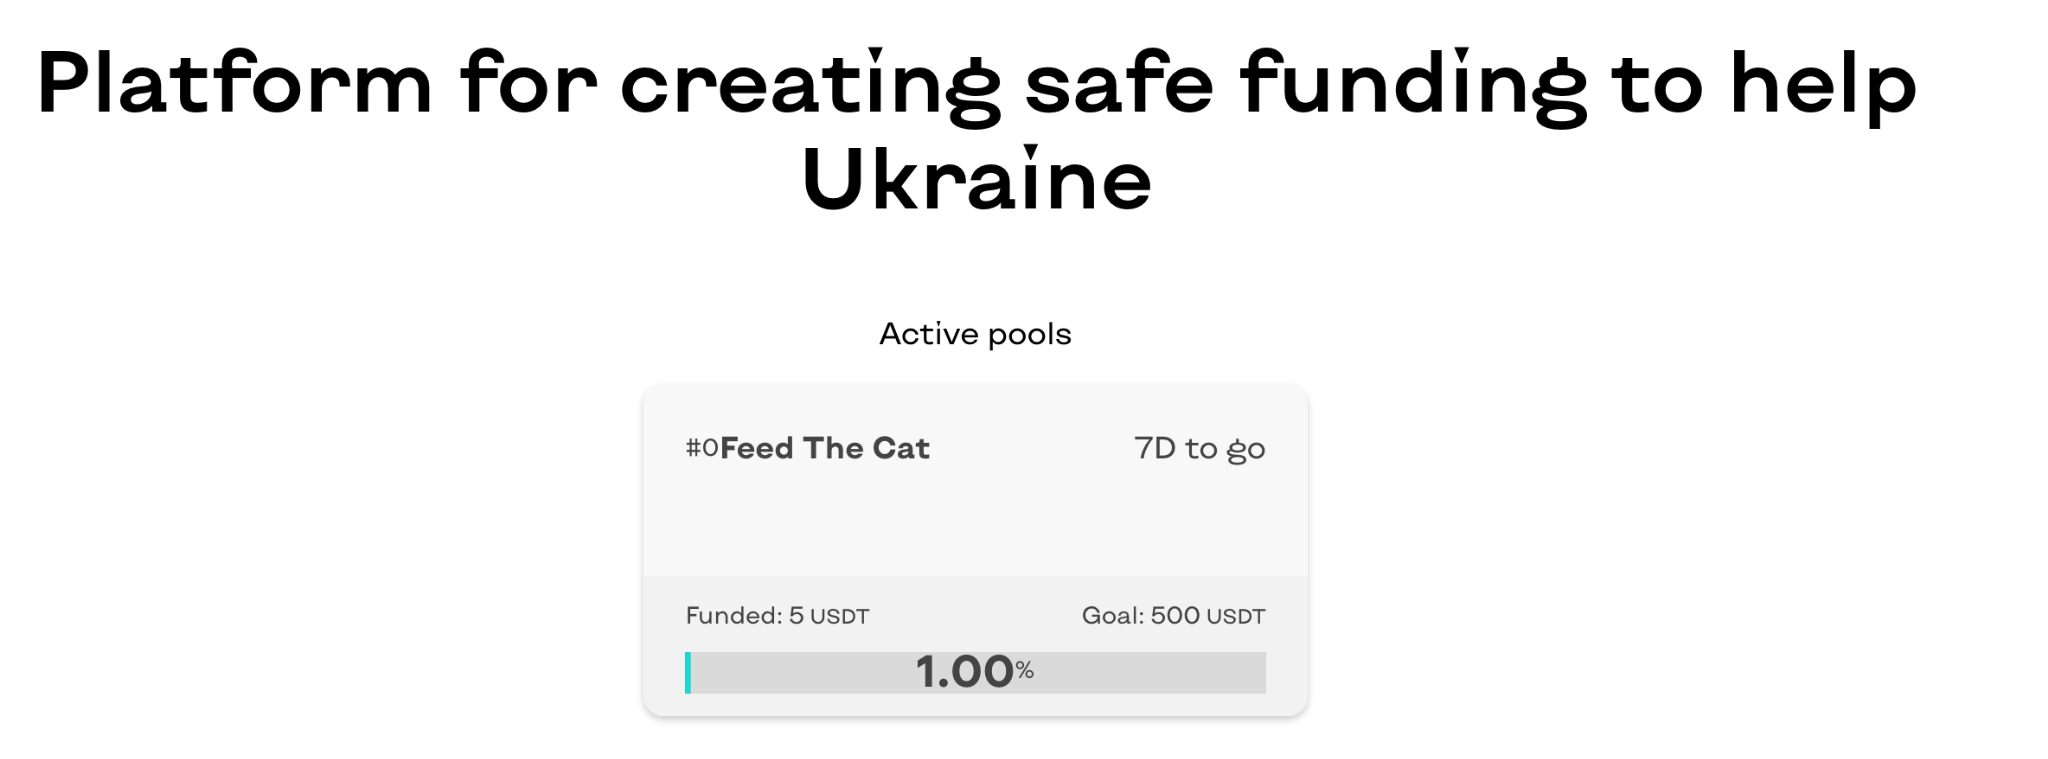 Platform for creating safe funding to help
Ukraine
Active pools
#0Feed The Cat 7D to go
Funded: 5 USDT Goal: 500 USDT
1.00%